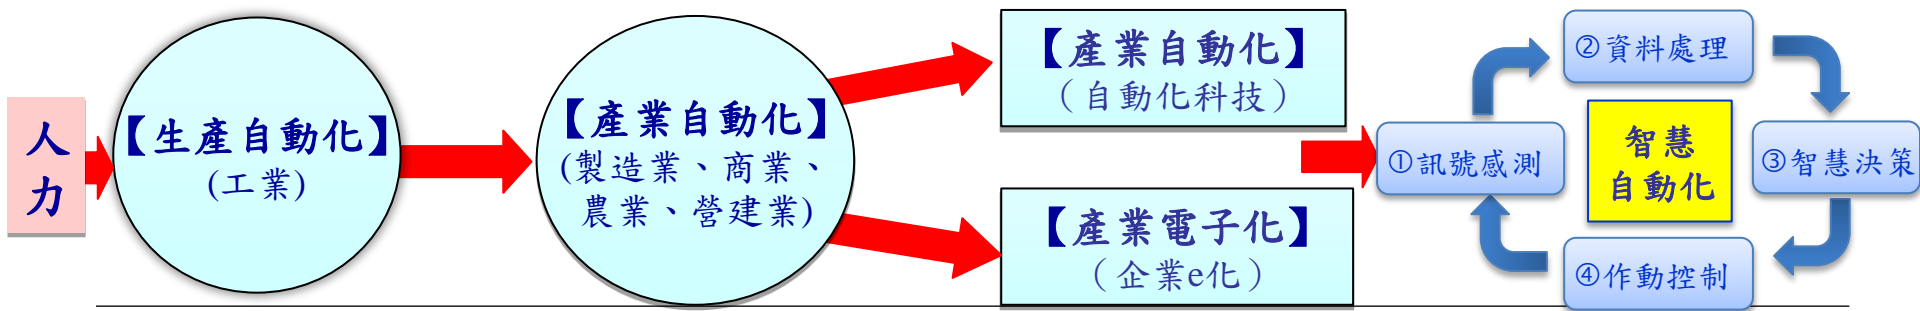 人
力
【生產自動化】
(工業)
【產業自動化】
(製造業、商業、
農業、營建業)
【產業自動化】
（自動化科技）
【產業電子化】
（企業e化）
①訊號感測
②資料處理
③智慧決策
④作動控制
智慧
自動化